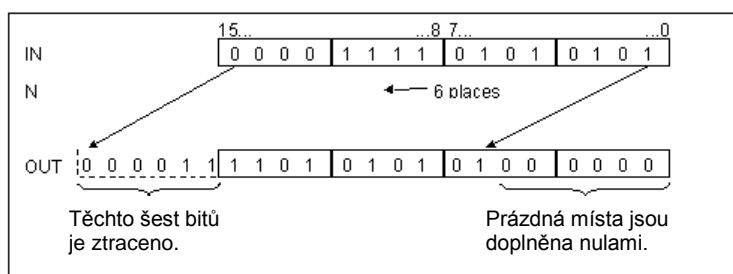 15... ...8 7... ...0
IN 0 0 0 0 1 1 1 1 0 1 0 1 0 1 0 1
N 6 places
OUT 0 0 0 0 1 1 1 1 0 1 0 1 0 1 0 1 0 0 0 0 0 0
Těchto šest bitů
je ztraceno.
Prázdná místa jsou
doplněna nulami.